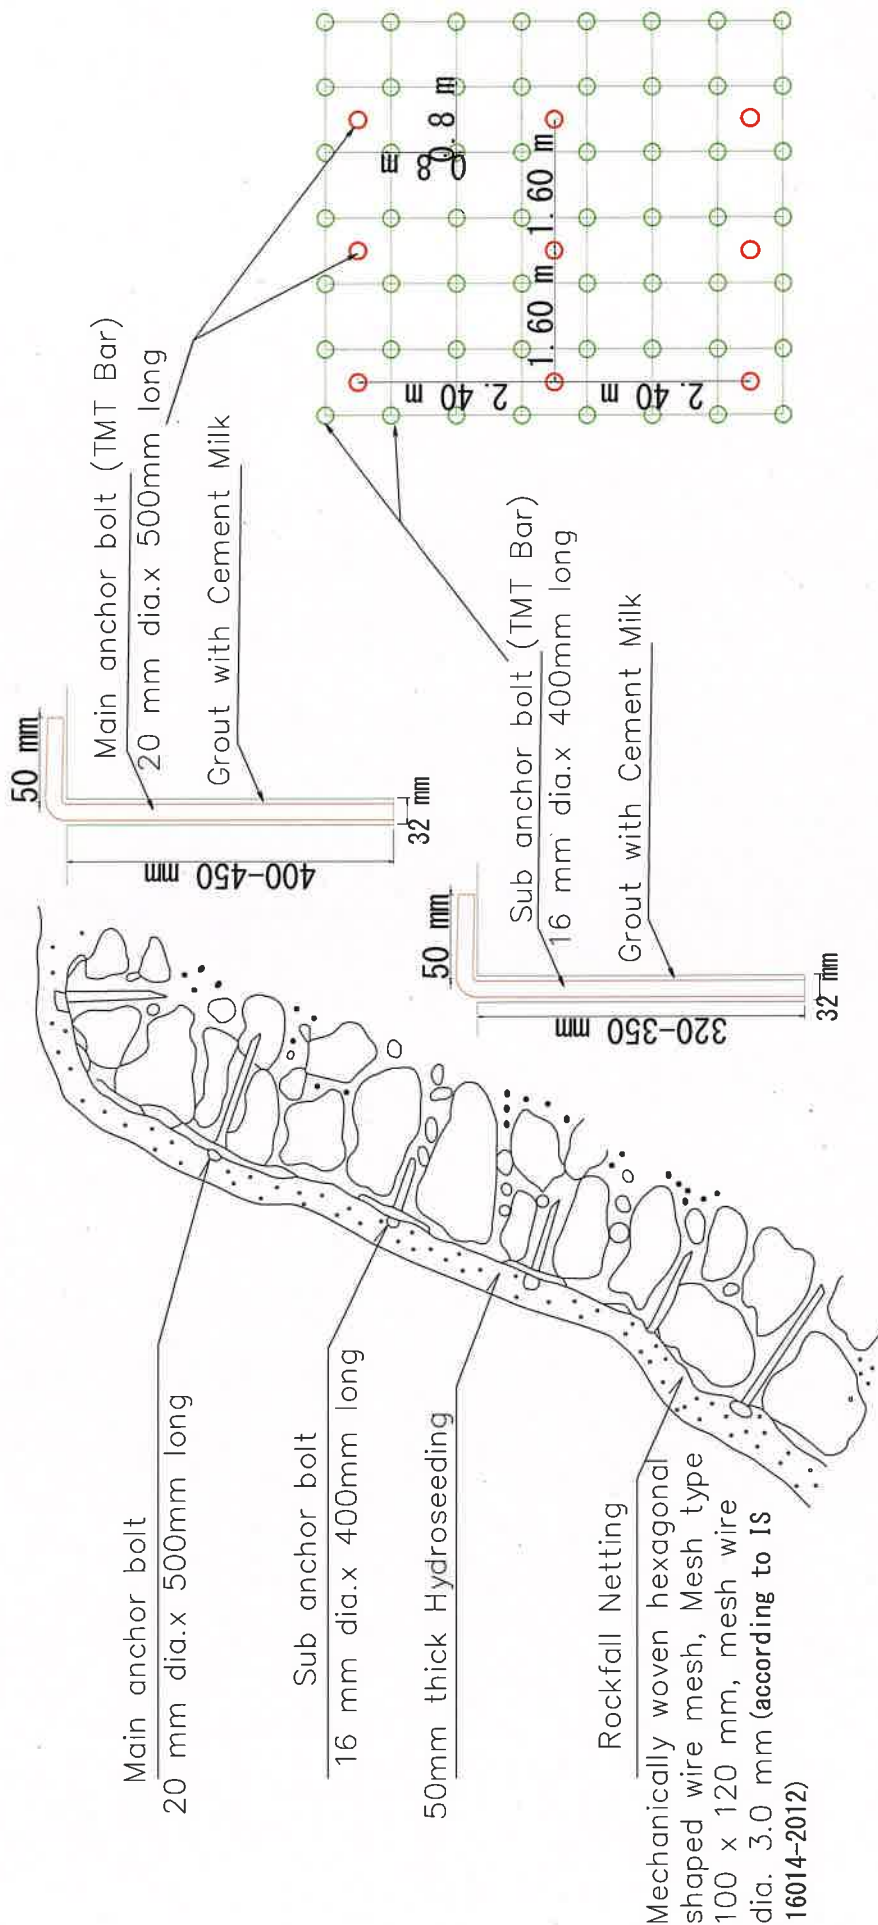 Main anchor bolt
20 mm dia.x 500mm long
Sub anchor bolt
16 mm dia.x 400mm long
50mm thick Hydroseeding
Rockfall Netting
Mechanically woven hexagonal
shaped wire mesh, Mesh type
100 x 120 mm, mesh wire
dia. 3.0 mm (according to IS
16014-2012)
50 mm
400-450 mm
32 mm
Main anchor bolt (TMT Bar)
20 mm dia.x 500mm long
Grout with Cement Milk
50 mm
320-350 mm
32 mm
Sub anchor bolt (TMT Bar)
16 mm dia.x 400mm long
Grout with Cement Milk
0.8 m
0.8 m
1.60 m
1.60 m
2.40 m
2.40 m